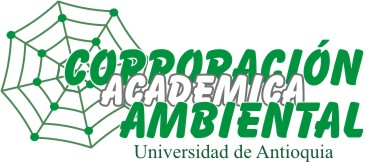 CORPORACIÓN
ACADEMICA
AMBIENTAL
Universidad de Antioquia